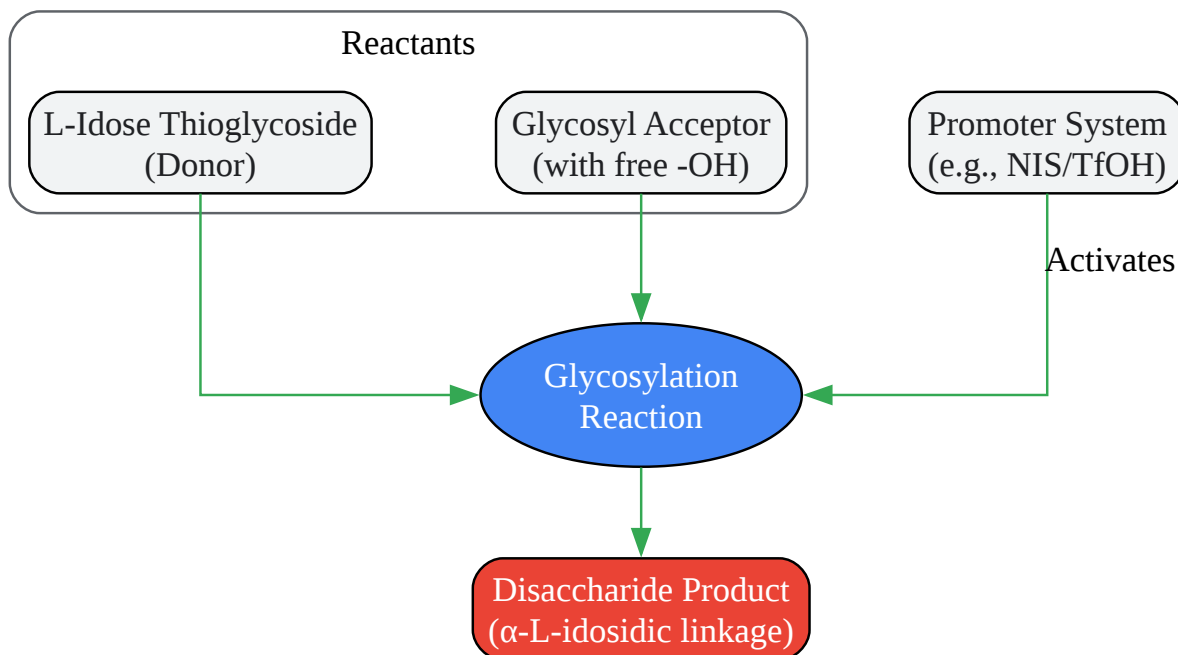 Reactants
L-Idose Thioglycoside
(Donor)
Glycosyl Acceptor
(with free -OH)
Promoter System
(e.g., NIS/TfOH)
Activates
Glycosylation
Reaction
Disaccharide Product
(α-L-idosidic linkage)